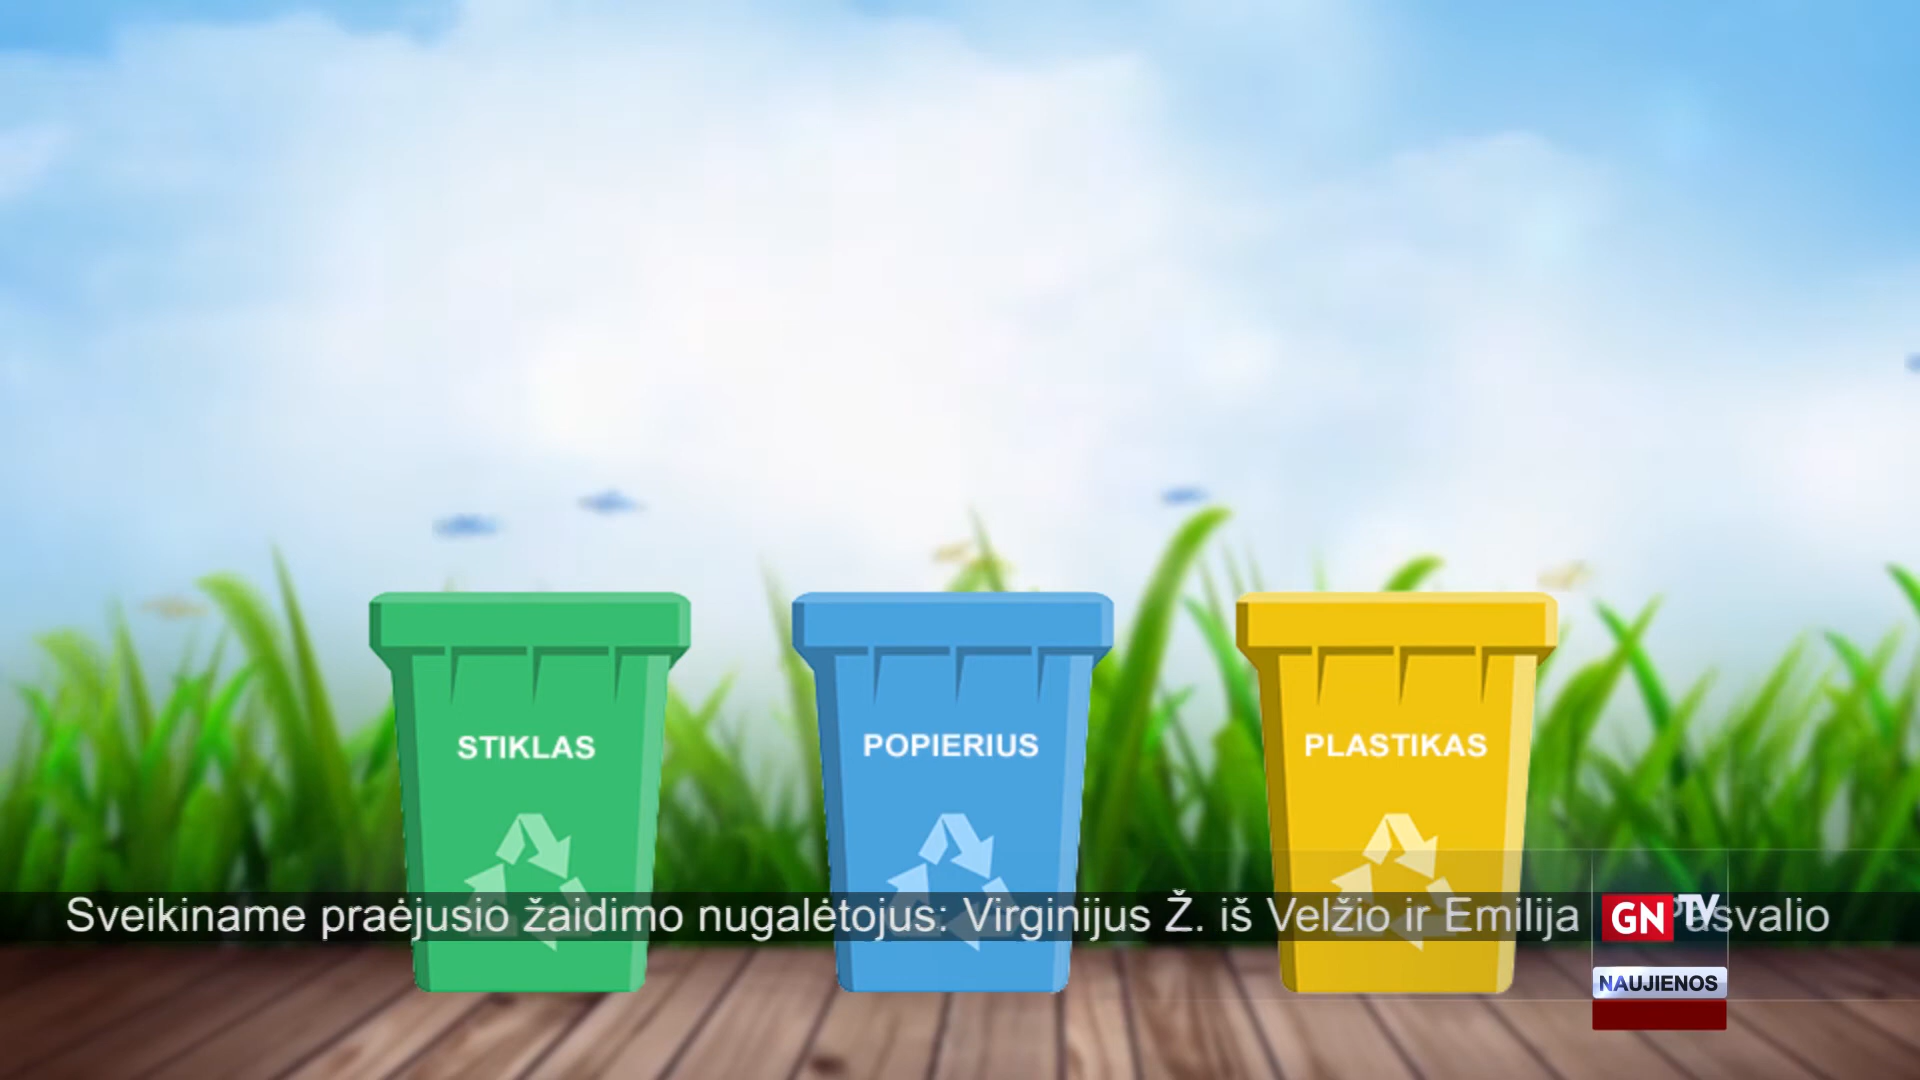 STIKLAS
POPIERIUS
PLASTIKAS
Sveikiname praėjusio žaidimo nugalėtojus: Virginijus Ž. iš Velžio ir Emilija
GN TV
NAUJIENOS